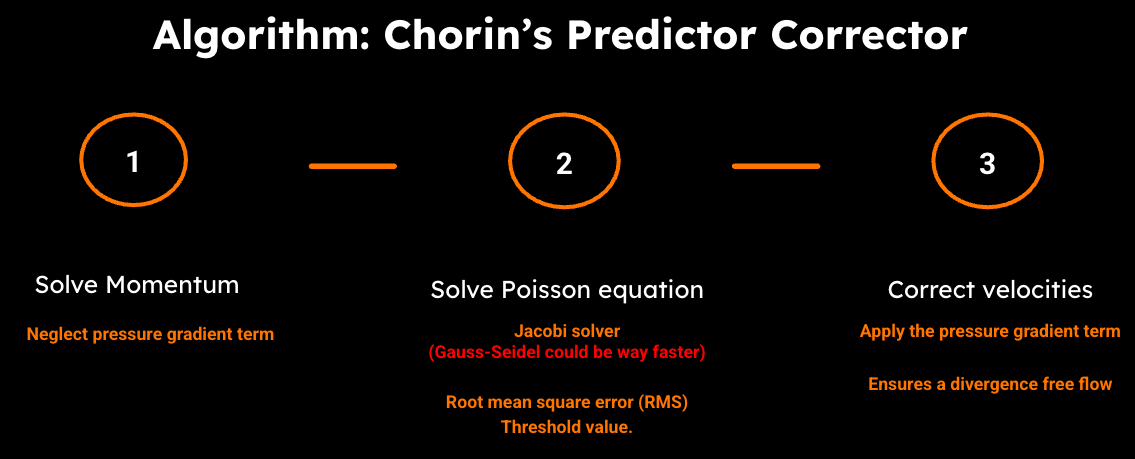 Algorithm: Chorin's Predictor Corrector
1
2
3
Solve Momentum
Neglect pressure gradient term
Solve Poisson equation
Jacobi solver
(Gauss-Seidel could be way faster)
Root mean square error (RMS)
Threshold value.
Correct velocities
Apply the pressure gradient term
Ensures a divergence free flow